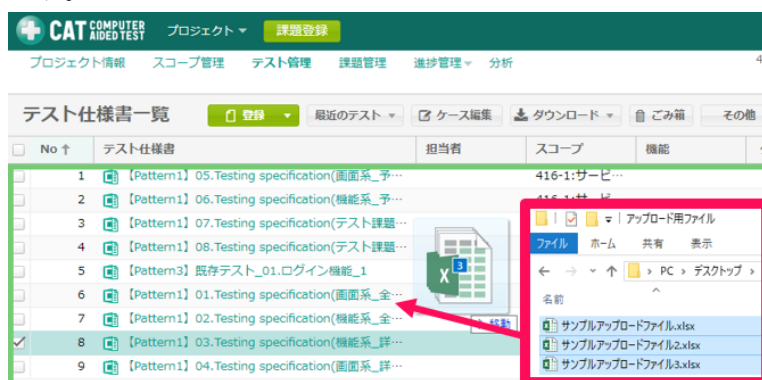 CAT COMPUTER AIDED TEST プロジェクト 課題登録
プロジェクト情報 スコープ管理 テスト管理 課題管理 進捗管理 分析 4
テスト仕様書一覧 登録 最近のテスト ケース編集 ダウンロード ごみ箱 その他
No ↑ テスト仕様書 担当者 スコープ 機能
1 【Pattern1】05.Testing specification(画面系_予… 416-1:サービ…
2 【Pattern1】06.Testing specification(機能系_予… 416-1:サービ
3 【Pattern1】07.Testing specification(テスト課題…
4 【Pattern1】08.Testing specification(テスト課題…
5 【Pattern3】既存テスト_01.ログイン機能_1
6 【Pattern1】01.Testing specification(画面系_全…
7 【Pattern1】02.Testing specification(機能系_全…
8 【Pattern1】03.Testing specification(機能系_詳…
9 【Pattern1】04.Testing specification(画面系_詳…
X 3
移動
アップロード用ファイル
ファイル ホーム 共有 表示
PC › デスクトップ ›
名前
サンプルアップロードファイル.xlsx
サンプルアップロードファイル2.xlsx
サンプルアップロードファイル3.xlsx